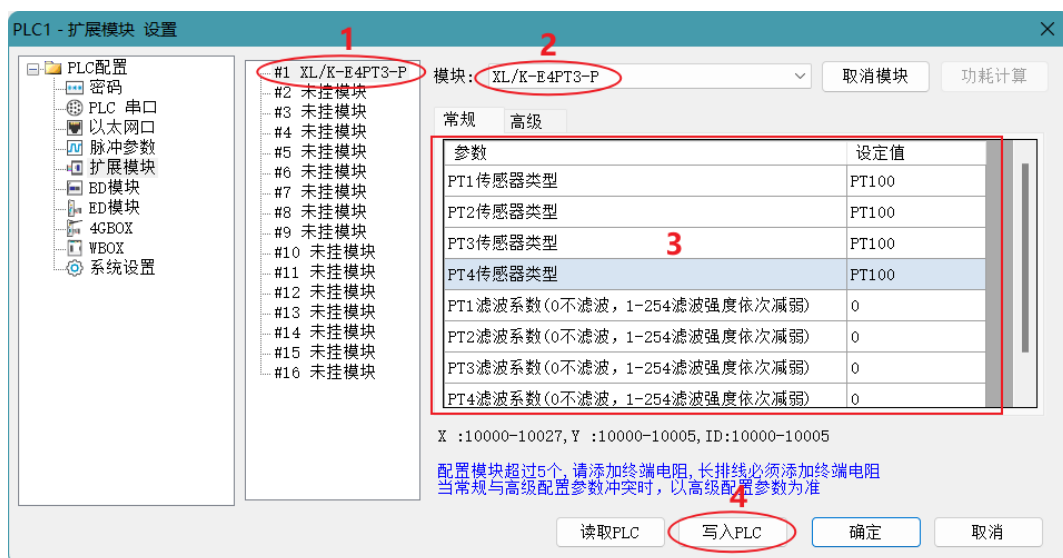 PLC1 - 扩展模块 设置
PLC配置
密码
PLC 串口
以太网口
脉冲参数
扩展模块
BD模块
ED模块
4GBOX
WBOX
系统设置
1
#1 XL/K-E4PT3-P
#2 未挂模块
#3 未挂模块
#4 未挂模块
#5 未挂模块
#6 未挂模块
#7 未挂模块
#8 未挂模块
#9 未挂模块
#10 未挂模块
#11 未挂模块
#12 未挂模块
#13 未挂模块
#14 未挂模块
#15 未挂模块
#16 未挂模块
2
模块: XL/K-E4PT3-P 取消模块 功耗计算
常规 高级
参数 设定值
PT1传感器类型 PT100
PT2传感器类型 PT100
PT3传感器类型 PT100
3
PT4传感器类型 PT100
PT1滤波系数(0不滤波，1-254滤波强度依次减弱) 0
PT2滤波系数(0不滤波，1-254滤波强度依次减弱) 0
PT3滤波系数(0不滤波，1-254滤波强度依次减弱) 0
PT4滤波系数(0不滤波，1-254滤波强度依次减弱) 0
X :10000-10027,Y :10000-10005,ID:10000-10005
配置模块超过5个,请添加终端电阻,长排线必须添加终端电阻
当常规与高级配置参数冲突时，以高级配置参数为准
4
读取PLC 写入PLC 确定 取消